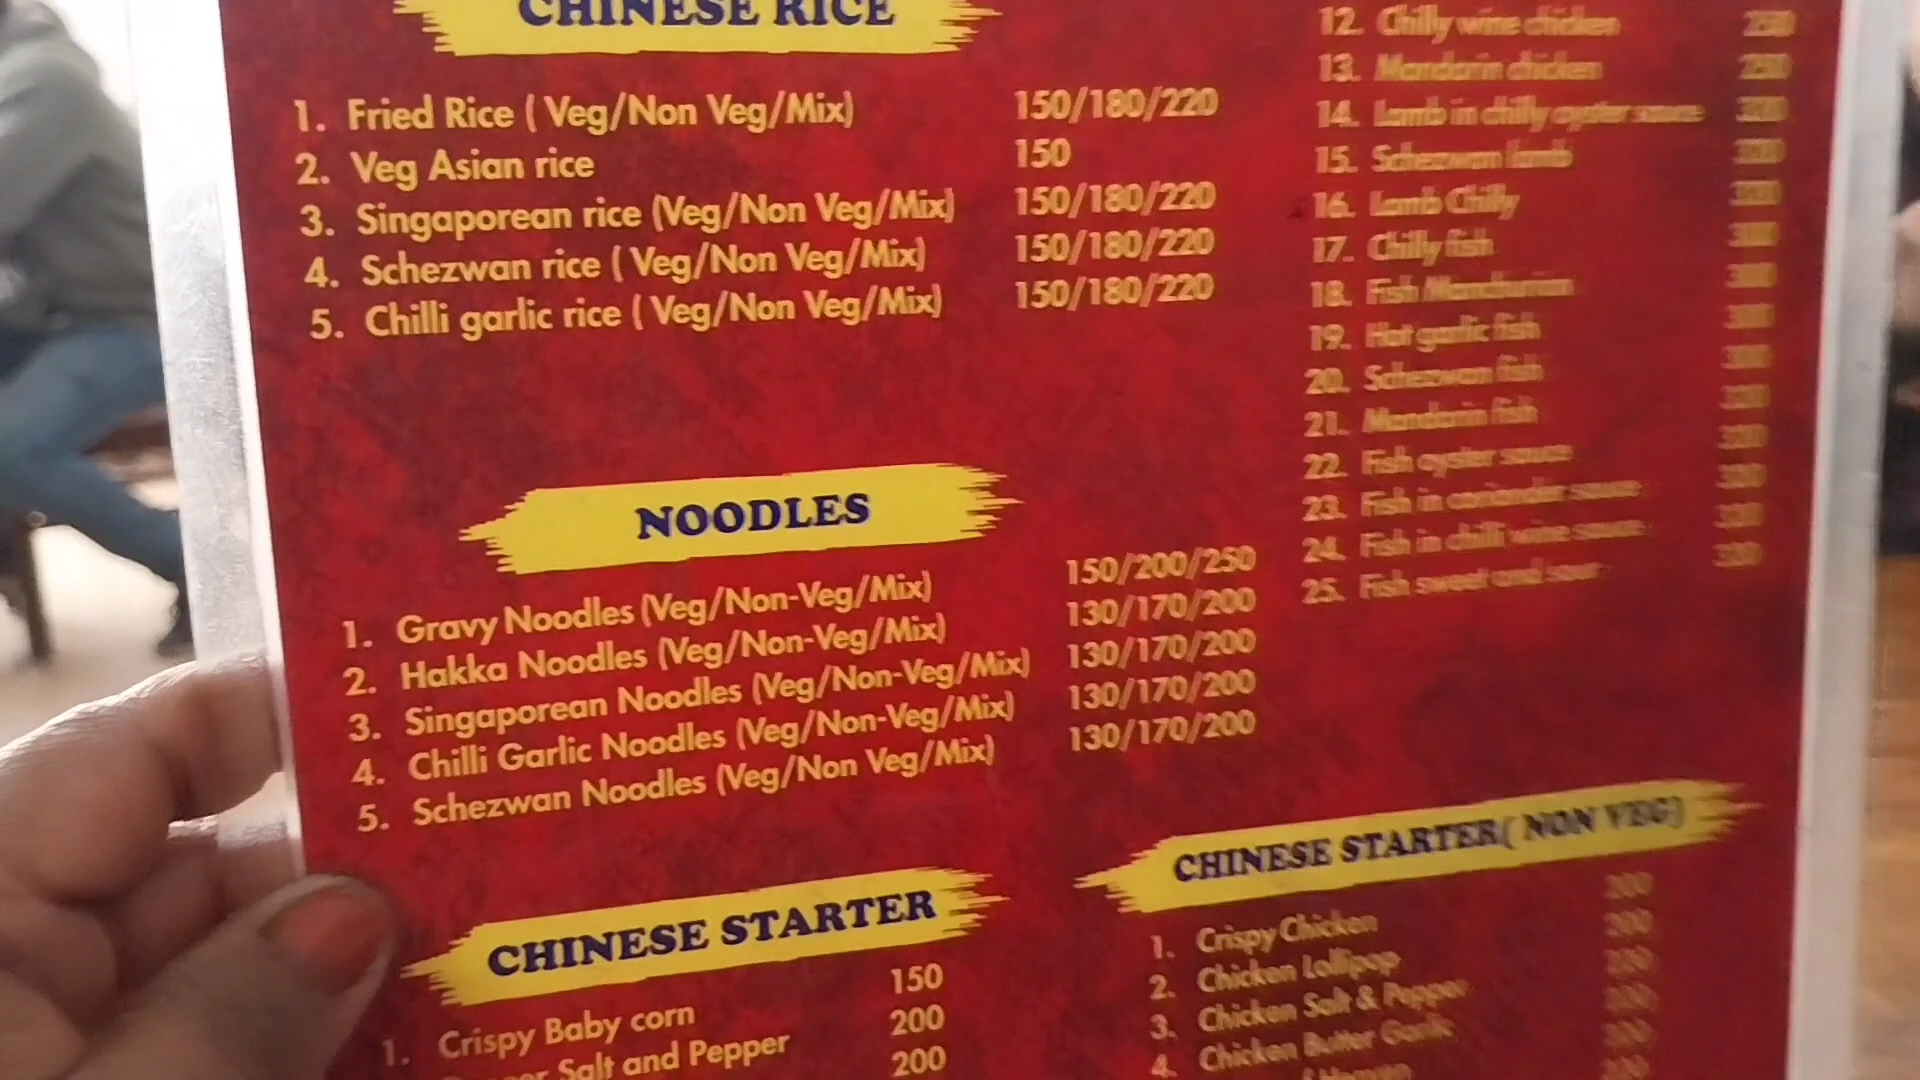 CHINESE RICE
1. Fried Rice ( Veg/Non Veg/Mix) 150/180/220
2. Veg Asian rice 150
3. Singaporean rice (Veg/Non Veg/Mix) 150/180/220
4. Schezwan rice ( Veg/Non Veg/Mix) 150/180/220
5. Chilli garlic rice ( Veg/Non Veg/Mix) 150/180/220
NOODLES
1. Gravy Noodles (Veg/Non-Veg/Mix) 150/200/250
2. Hakka Noodles (Veg/Non-Veg/Mix) 130/170/200
3. Singaporean Noodles (Veg/Non-Veg/Mix) 130/170/200
4. Chilli Garlic Noodles (Veg/Non-Veg/Mix) 130/170/200
5. Schezwan Noodles (Veg/Non Veg/Mix) 130/170/200
CHINESE STARTER
1. Crispy Baby corn 150
Salt and Pepper 200
200
12. Chilly wine chicken 250
13. Mandarin chicken 250
14. Lamb in chilly oyster sauce 320
15. Schezwan lamb
16. Lamb Chilly
17. Chilly fish
18. Fish Manchurian
19. Hot garlic fish
20. Schezwan fish
21. Mandarin fish
22. Fish oyster sauce
23. Fish in coriander sauce
24. Fish in chilli wine sauce
25. Fish sweet and sour
CHINESE STARTER( NON VEG)
1. Crispy Chicken 200
2. Chicken Lollipop 200
3. Chicken Salt & Pepper 200
4. Chicken Butter Garlic 200